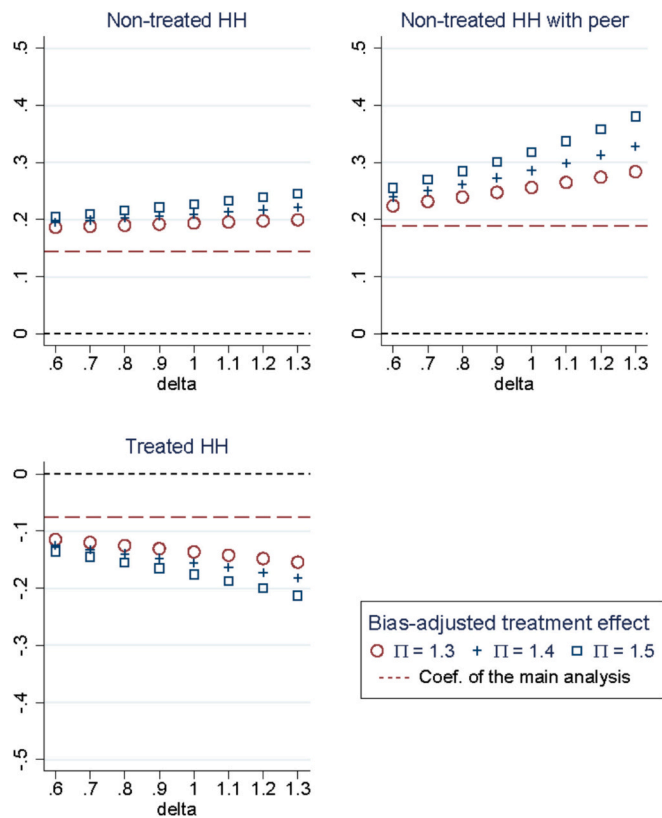 Non-treated HH
.5
.4
.3
.2
.1
0
.6 .7 .8 .9 1 1.1 1.2 1.3
delta
Non-treated HH with peer
.5
.4
.3
.2
.1
0
.6 .7 .8 .9 1 1.1 1.2 1.3
delta
Treated HH
0
-.1
-.2
-.3
-.4
-.5
.6 .7 .8 .9 1 1.1 1.2 1.3
delta
Bias-adjusted treatment effect
Π = 1.3 Π = 1.4 Π = 1.5
Coef. of the main analysis